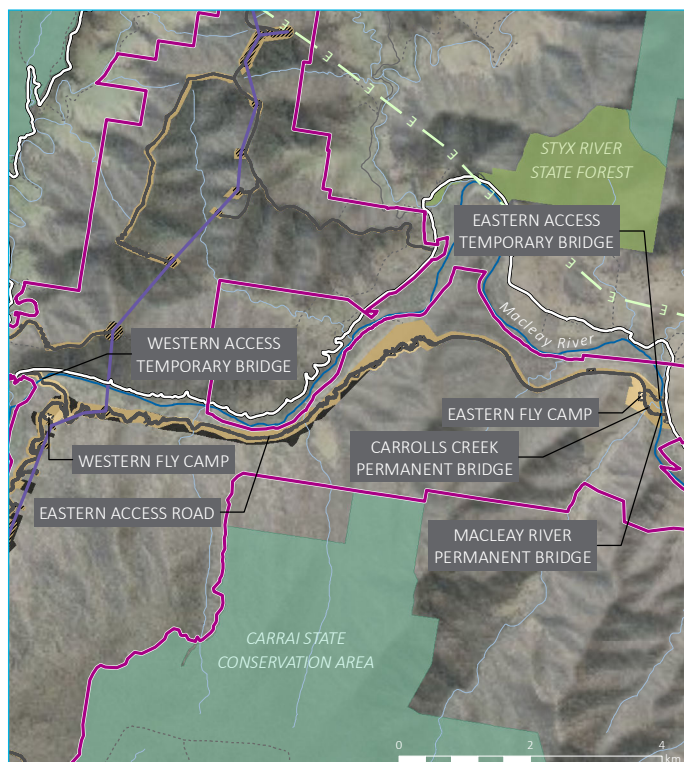 STYX RIVER
STATE FOREST
EASTERN ACCESS
TEMPORARY BRIDGE
Macleay River
WESTERN ACCESS
TEMPORARY BRIDGE
EASTERN FLY CAMP
CARROLLS CREEK
PERMANENT BRIDGE
WESTERN FLY CAMP
EASTERN ACCESS ROAD
MACLEAY RIVER
PERMANENT BRIDGE
CARRAI STATE
CONSERVATION AREA
0 2 4
km
E
E
E
E
E
E
E
E